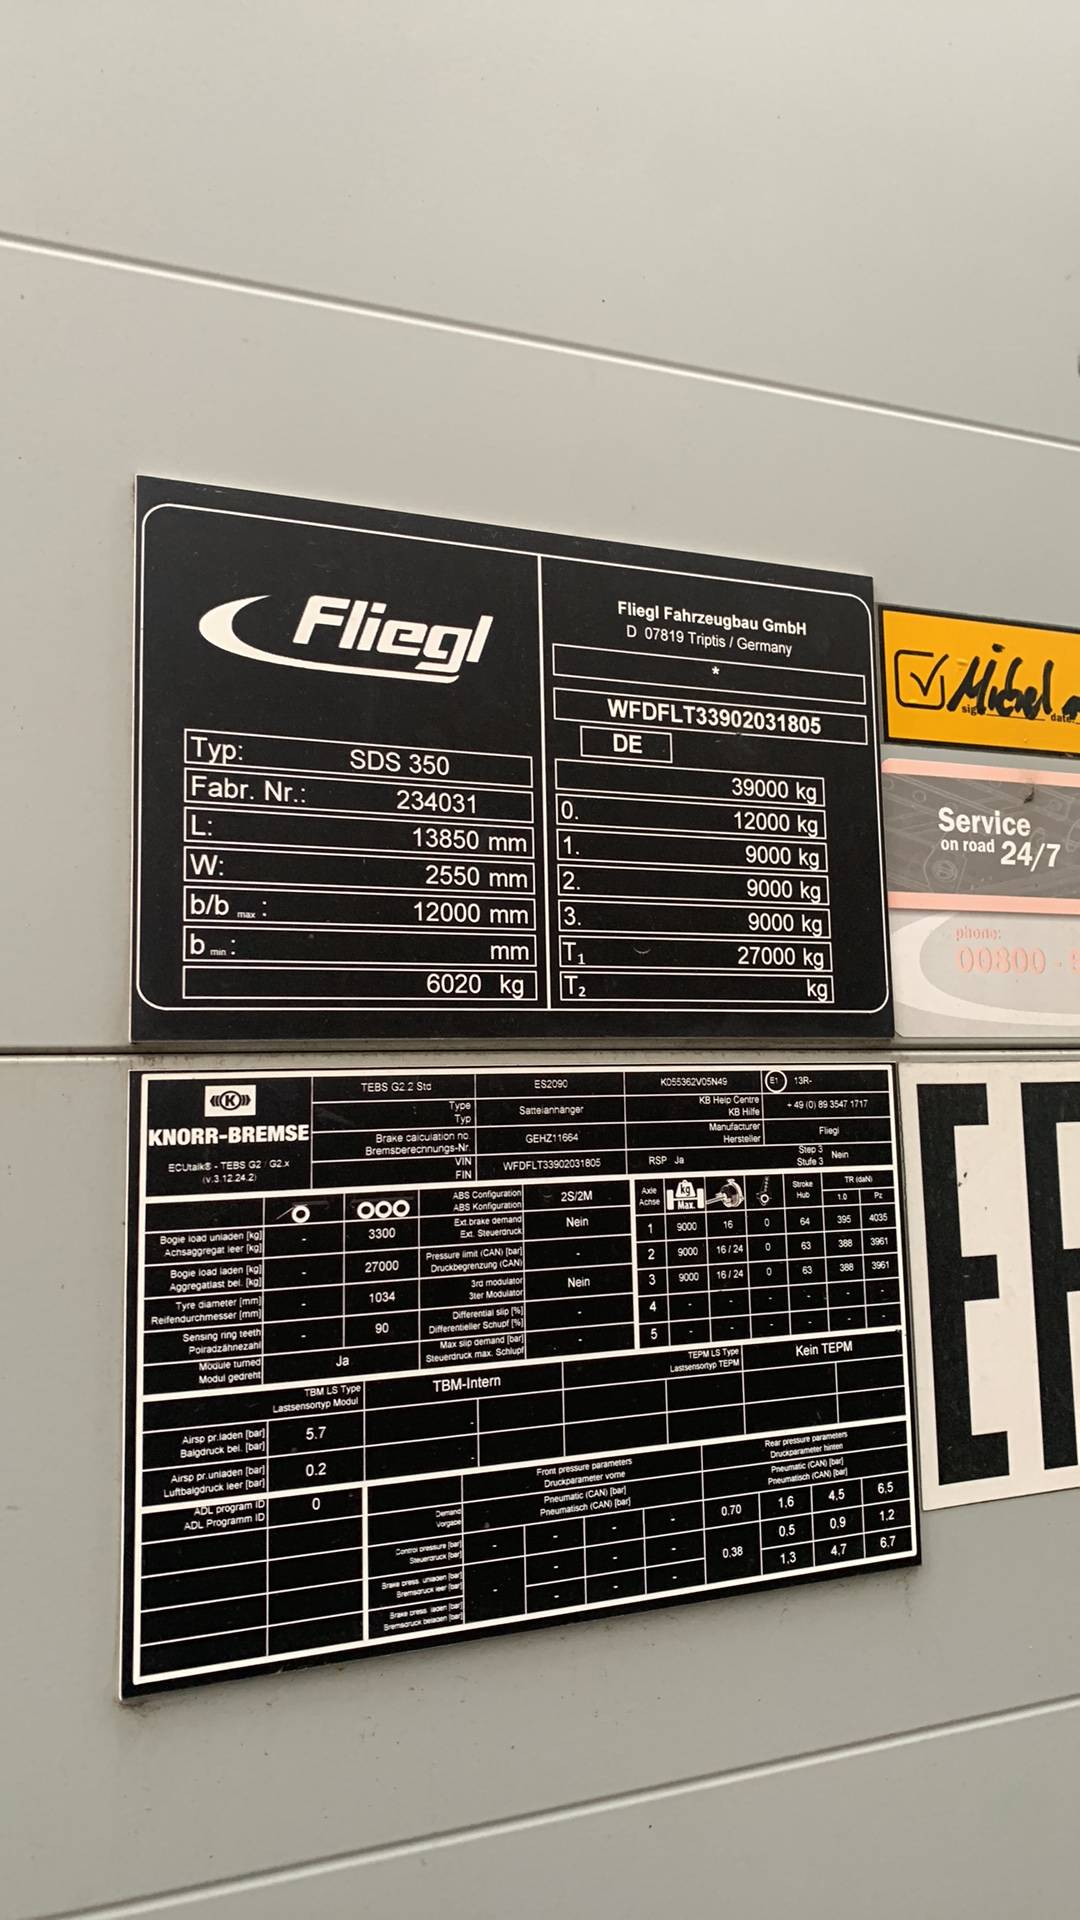 Fliegl
Typ: SDS 350
Fabr. Nr.: 234031
L: 13850 mm
W: 2550 mm
b/b max: 12000 mm
b min: mm
6020 kg
Fliegl Fahrzeugbau GmbH
D 07819 Triptis / Germany
*
WFDFLT33902031805
DE
39000 kg
0. 12000 kg
1. 9000 kg
2. 9000 kg
3. 9000 kg
T1 27000 kg
T2 kg
sig. date
Service
on road 24/7
phone:
00800 -
KNORR-BREMSE
ECUtalk® - TEBS G2 / G2.x
(v.3.12.24.2)
TEBS G2.2 Std ES2090 K055362V05N49 E1 13R-
Type Sattelanhänger KB Help Centre + 49 (0) 89 3547 1717
Typ KB Hilfe
Brake calculation no. GEHZ11664 Manufacturer Fliegl
Bremsberechnungs-Nr. Hersteller
VIN WFDFLT33902031805 RSP Ja Step 3 Nein
FIN Stufe 3
Bogie load unladen [kg] - 3300
Achsaggregat leer [kg]
Bogie load laden [kg] - 27000
Aggregatlast bel. [kg]
Tyre diameter [mm] - 1034
Reifendurchmesser [mm]
Sensing ring teeth - 90
Polradzähnezahl
Module turned Ja
Modul gedreht
ABS Configuration 2S/2M
ABS Konfiguration
Ext.brake demand Nein
Ext. Steuerdruck
Pressure limit (CAN) [bar] -
Druckbegrenzung (CAN)
3rd modulator Nein
3ter Modulator
Differential slip [%] -
Differentieller Schupf [%]
Max slip demand [bar] -
Steuerdruck max. Schlupf
Axle kg Stroke TR (daN)
Achse Max. Hub 1.0 Pz
1 9000 16 0 64 395 4035
2 9000 16 / 24 0 63 388 3961
3 9000 16 / 24 0 63 388 3961
4 - - - - - -
5 - - - - - -
TBM LS Type TBM-Intern TEPM LS Type Kein TEPM
Lastsensortyp Modul Lastsensortyp TEPM
Airsp pr.laden [bar] 5.7 -
Balgdruck bel. [bar]
Airsp pr.unladen [bar] 0.2 -
Luftbalgdruck leer [bar]
ADL program ID 0
ADL Programm ID
Front pressure parameters Rear pressure parameters
Druckparameter vorne Druckparameter hinten
Pneumatic (CAN) [bar] Pneumatic (CAN) [bar]
Pneumatisch (CAN) [bar] Pneumatisch (CAN) [bar]
Demand - - - - 0.70 1,6 4,5 6,5
Vorgabe
Control pressure [bar] - - - 0.5 0,9 1,2
Steuerdruck [bar]
Brake press. unladen [bar] - - - - 0,38 1,3 4,7 6,7
Bremsdruck leer [bar]
Brake press. laden [bar]
Bremsdruck beladen [bar]